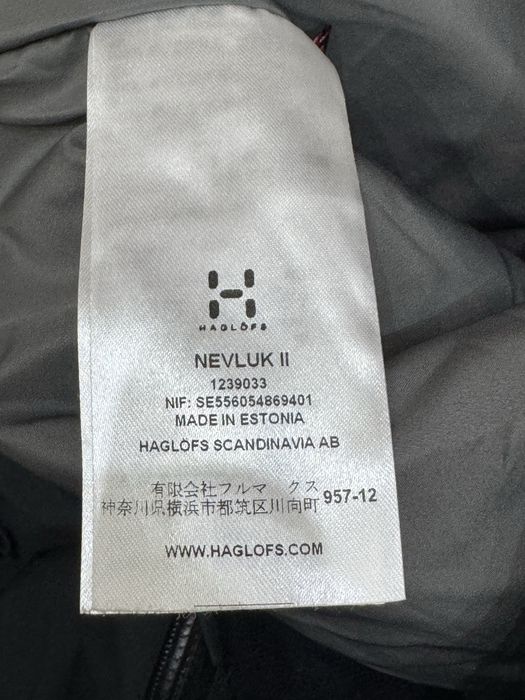 HAGLÖFS
NEVLUK II
1239033
NIF: SE556054869401
MADE IN ESTONIA
HAGLÖFS SCANDINAVIA AB
有限会社フルマ クス
神奈川県横浜市都筑区川向町 957-12
WWW.HAGLOFS.COM